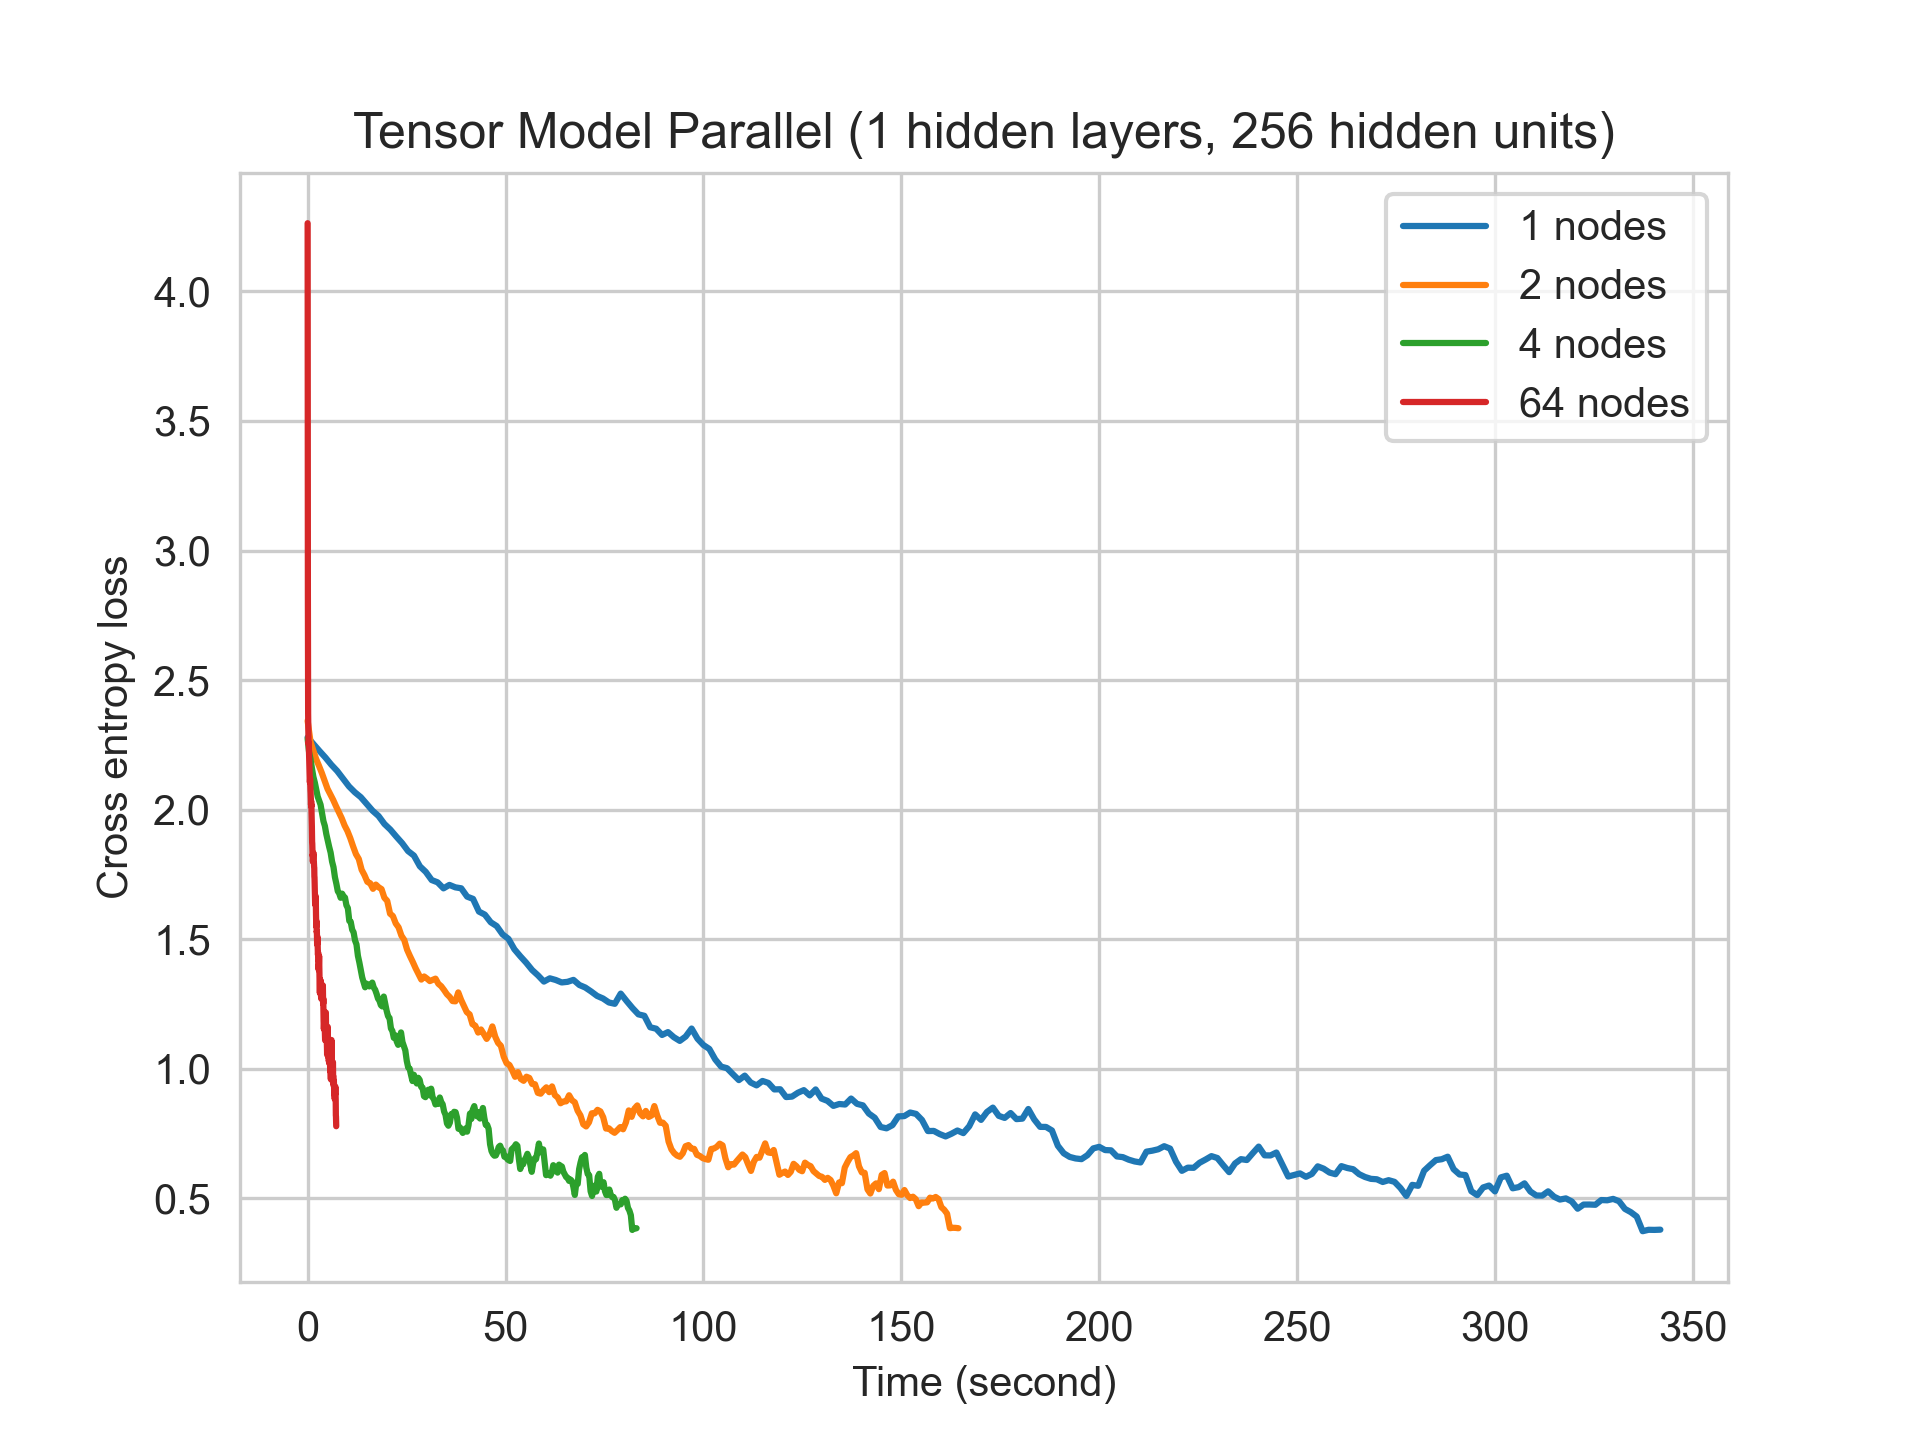 Tensor Model Parallel (1 hidden layers, 256 hidden units)
1 nodes
2 nodes
4 nodes
64 nodes
Cross entropy loss
4.0
3.5
3.0
2.5
2.0
1.5
1.0
0.5
0 50 100 150 200 250 300 350
Time (second)